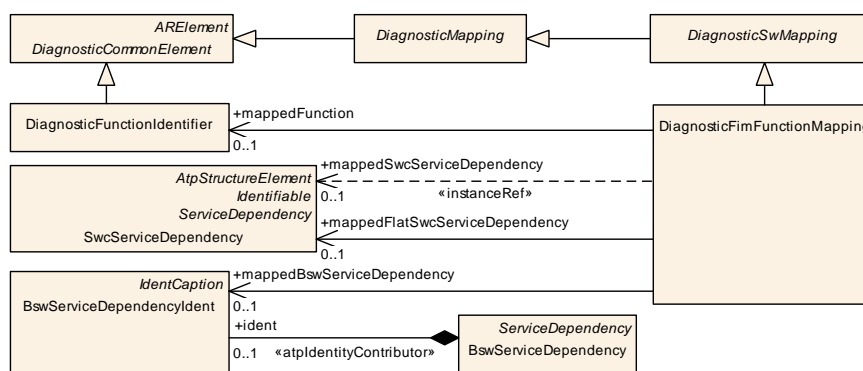 ARElement
DiagnosticCommonElement
DiagnosticMapping
DiagnosticSwMapping
DiagnosticFunctionIdentifier
+mappedFunction
0..1
DiagnosticFimFunctionMapping
AtpStructureElement
Identifiable
ServiceDependency
SwcServiceDependency
+mappedSwcServiceDependency
0..1
«instanceRef»
+mappedFlatSwcServiceDependency
0..1
IdentCaption
BswServiceDependencyIdent
+mappedBswServiceDependency
0..1
+ident
0..1
«atpIdentityContributor»
ServiceDependency
BswServiceDependency